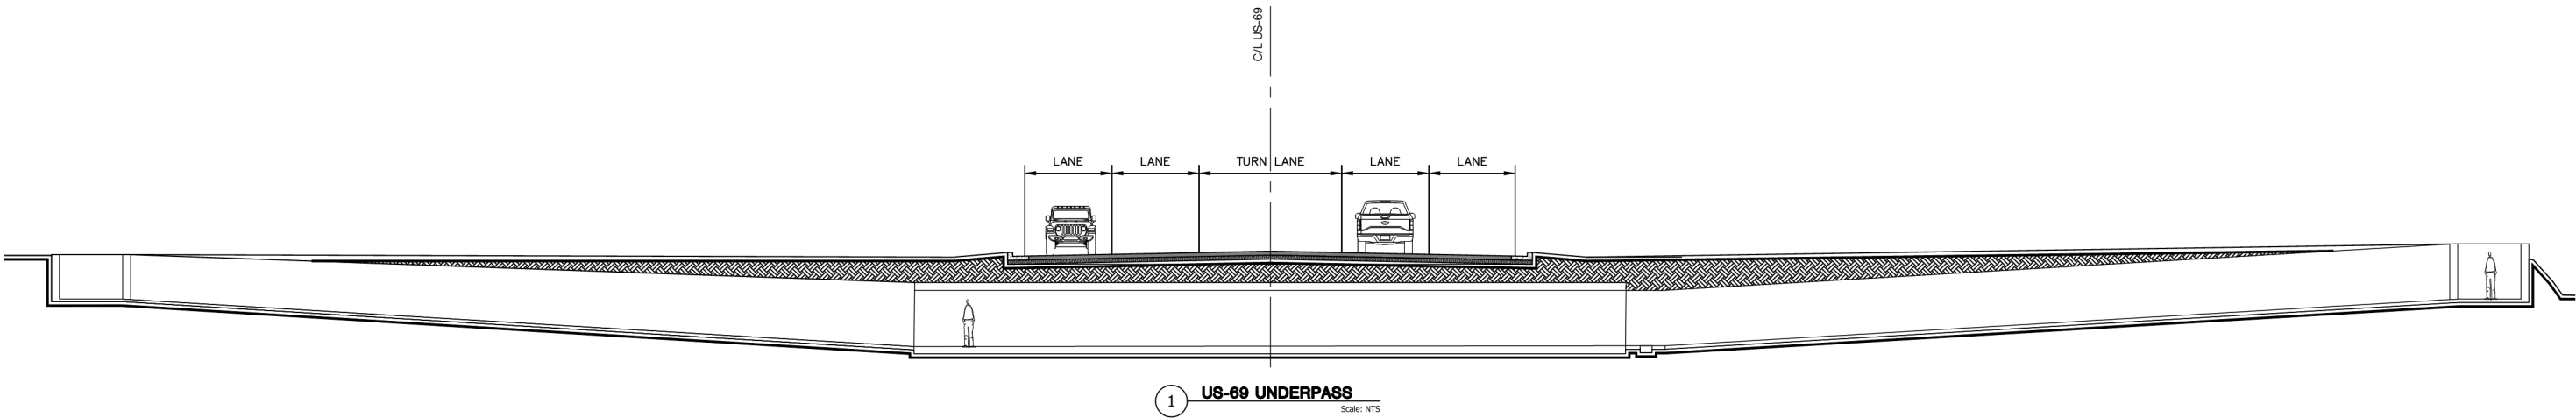 C/L US-69
LANE LANE TURN LANE LANE LANE
1 US-69 UNDERPASS
Scale: NTS